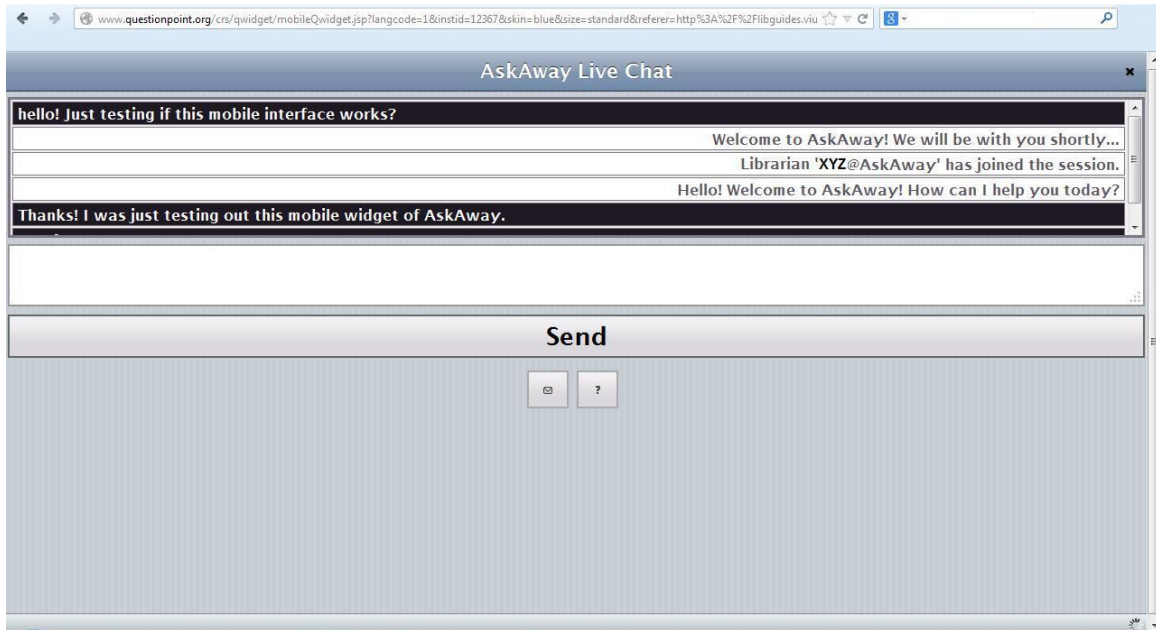 www.questionpoint.org/crs/qwidget/mobileQwidget.jsp?langcode=1&instid=12367&skin=blue&size=standard&referer=http%3A%2F%2Flibguides.viu
8
AskAway Live Chat
hello! Just testing if this mobile interface works?
Welcome to AskAway! We will be with you shortly...
Librarian 'XYZ@AskAway' has joined the session.
Hello! Welcome to AskAway! How can I help you today?
Thanks! I was just testing out this mobile widget of AskAway.
Send
?